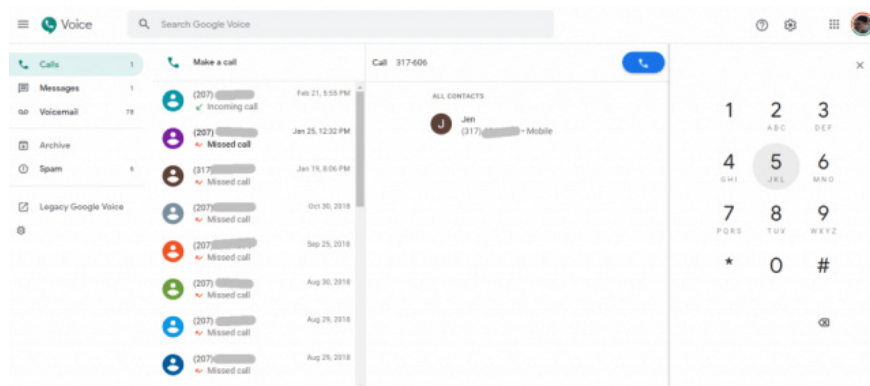 Voice
Search Google Voice
Calls 1
Messages 1
Voicemail 78
Archive
Spam 6
Legacy Google Voice
Make a call
(207)
Feb 21, 5:55 PM
Incoming call
(207)
Jan 25, 12:32 PM
Missed call
(317)
Jan 19, 8:06 PM
Missed call
(207)
Oct 30, 2018
Missed call
(207)
Sep 25, 2018
Missed call
(207)
Aug 30, 2018
Missed call
(207)
Aug 29, 2018
Missed call
(207)
Aug 29, 2018
Missed call
Call 317-606
ALL CONTACTS
J
Jen
(317) • Mobile
1 2 3
ABC DEF
4 5 6
GHI JKL MNO
7 8 9
PQRS TUV WXYZ
* 0 #